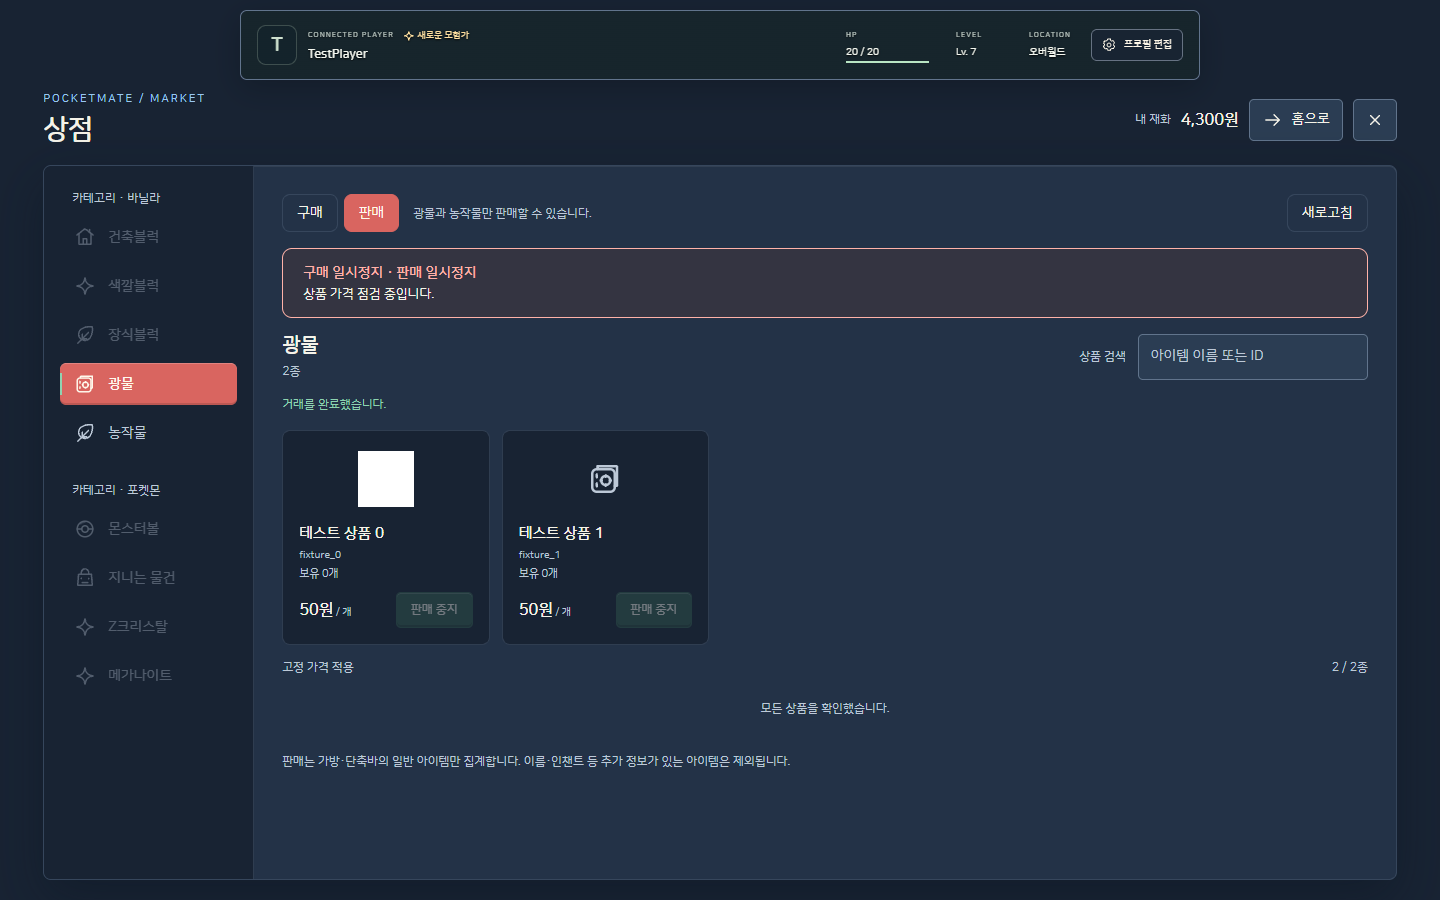 T
CONNECTED PLAYER 새로운 모험가
TestPlayer
HP
20 / 20
LEVEL
Lv. 7
LOCATION
오버월드
프로필 편집
POCKETMATE / MARKET
상점
내 재화 4,300원
홈으로
카테고리 · 바닐라
건축블럭
색깔블럭
장식블럭
광물
농작물
카테고리 · 포켓몬
몬스터볼
지니는 물건
Z크리스탈
메가나이트
구매
판매
광물과 농작물만 판매할 수 있습니다.
새로고침
구매 일시정지 · 판매 일시정지
상품 가격 점검 중입니다.
광물
2종
상품 검색
아이템 이름 또는 ID
거래를 완료했습니다.
테스트 상품 0
fixture_0
보유 0개
50원 / 개
판매 중지
테스트 상품 1
fixture_1
보유 0개
50원 / 개
판매 중지
고정 가격 적용
2 / 2종
모든 상품을 확인했습니다.
판매는 가방·단축바의 일반 아이템만 집계합니다. 이름·인챈트 등 추가 정보가 있는 아이템은 제외됩니다.